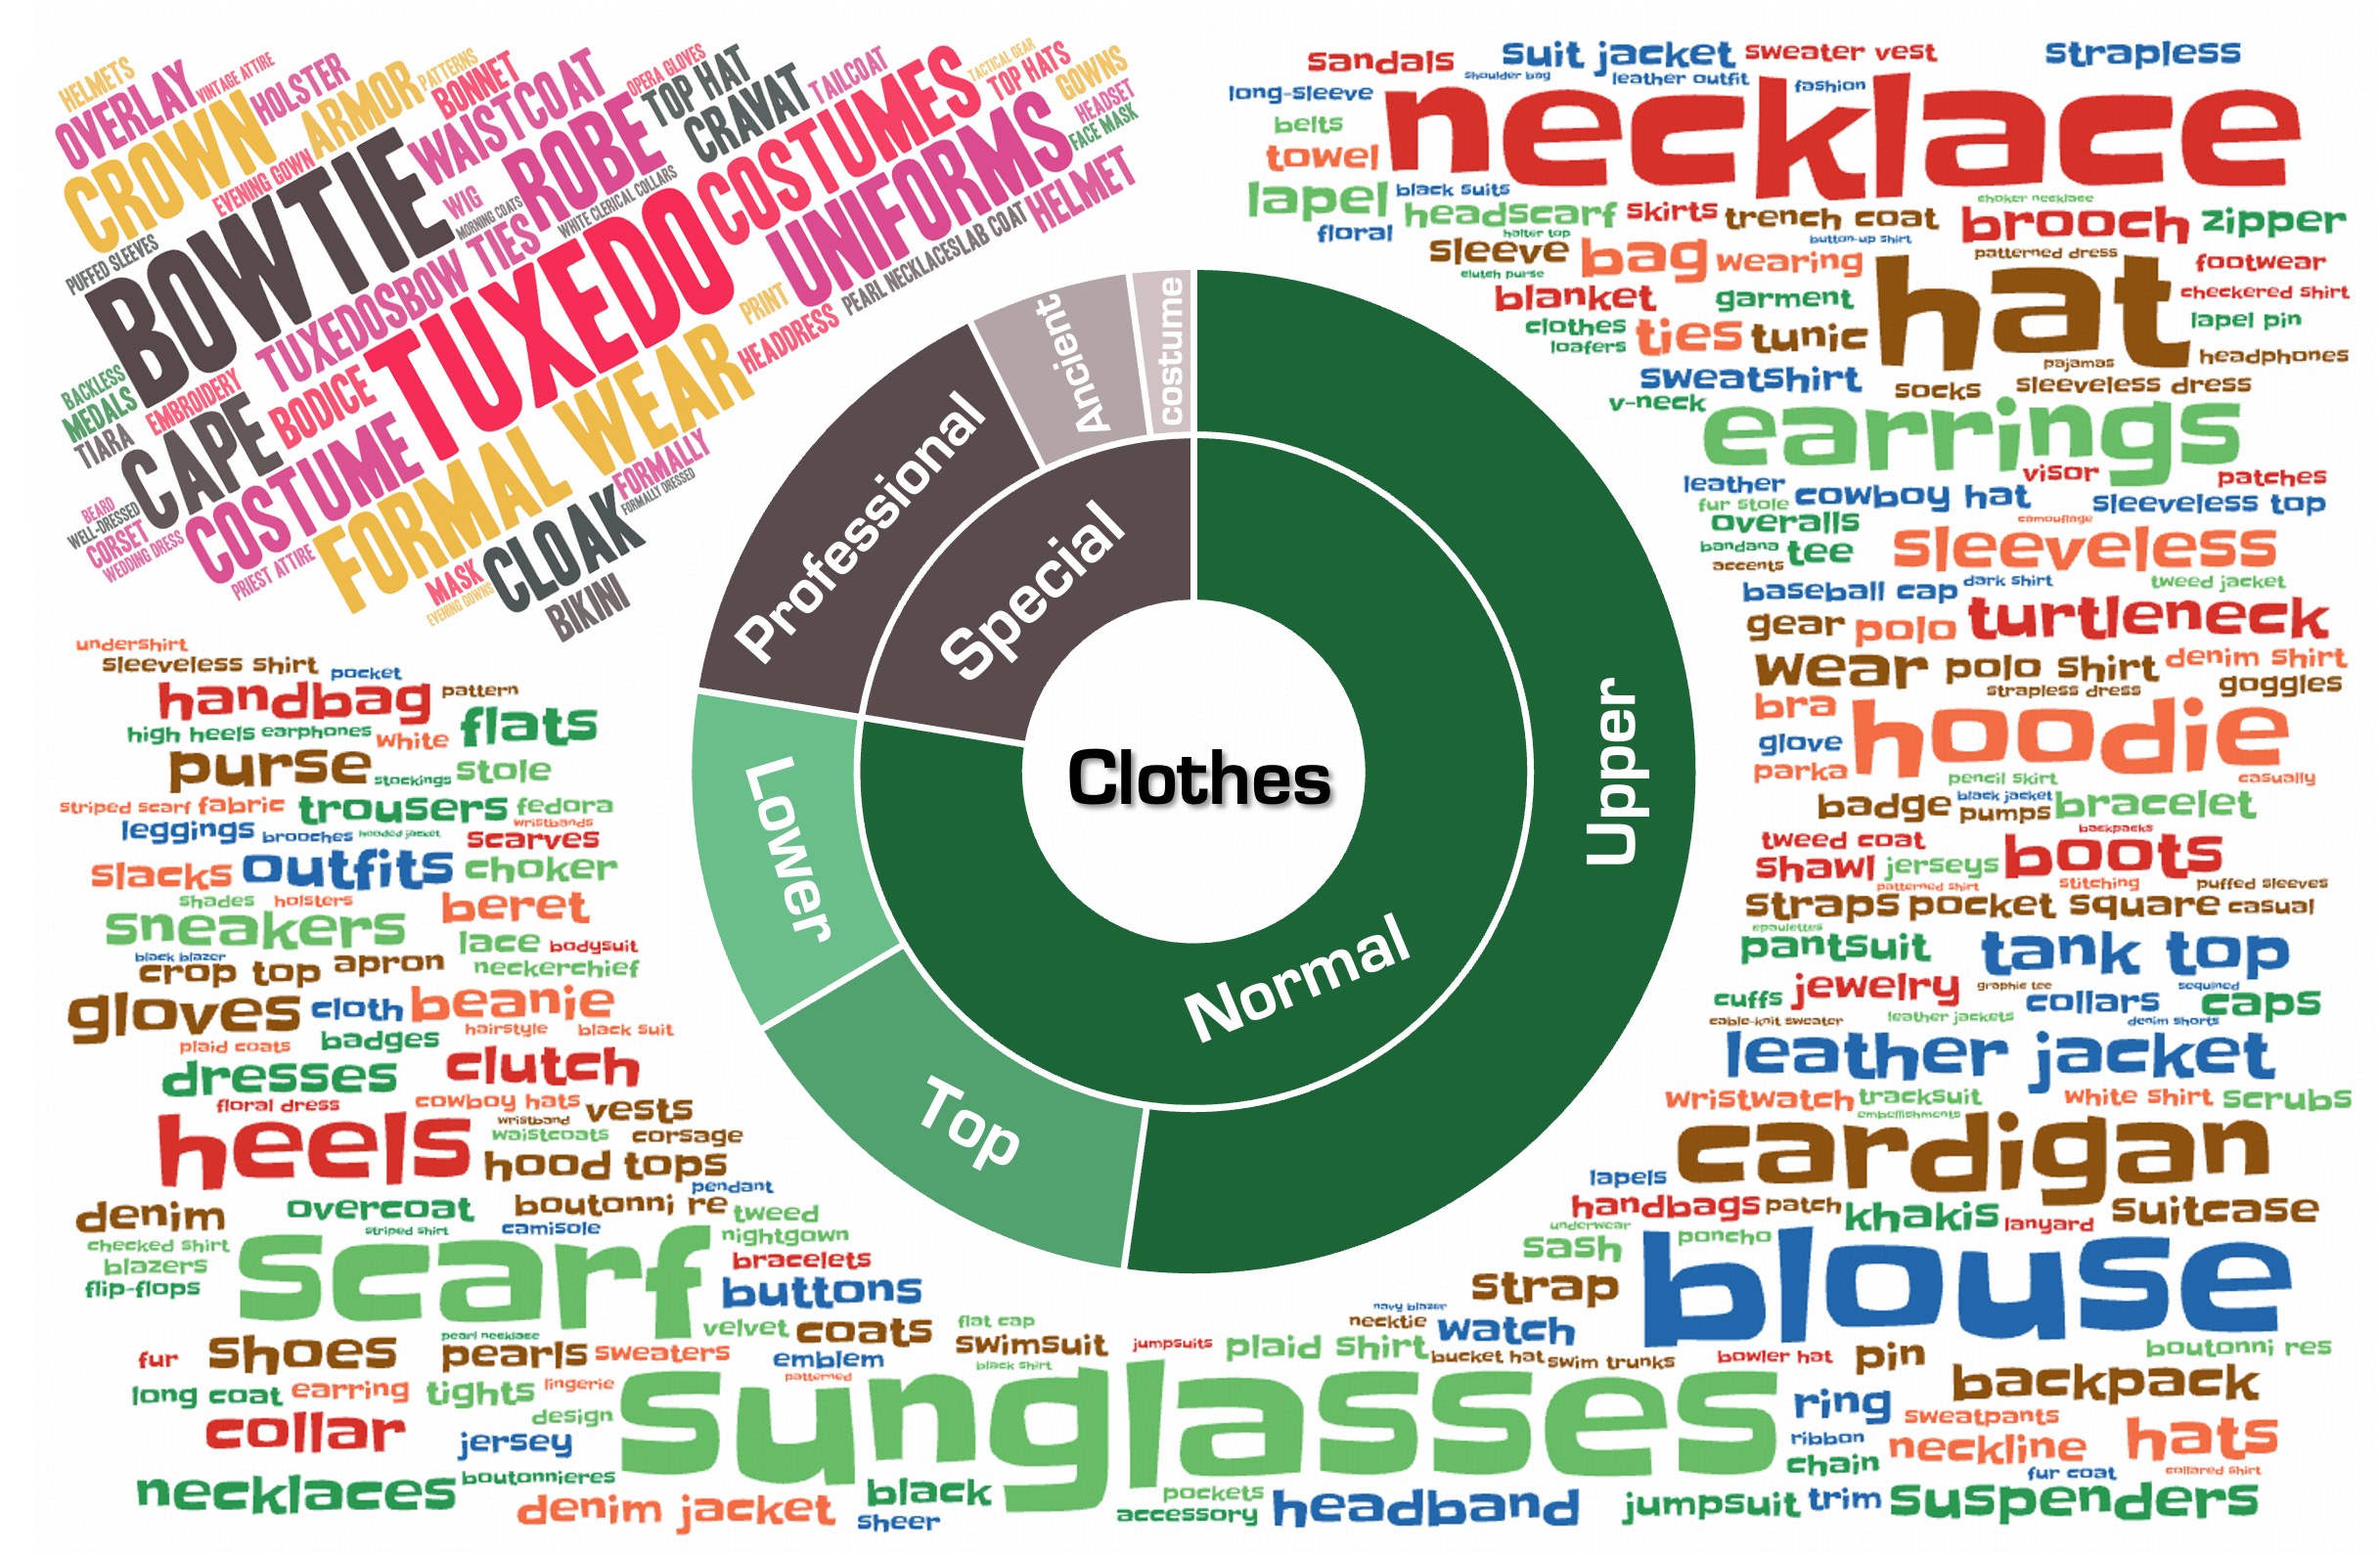 HELMETS
OVERLAY
VINTAGE ATTIRE
CROWN
HOLSTER
EVENING GOWN
ARMOR
PATTERNS
BONNET
BOWTIE
WAISTCOAT
WIG
MORNING COATS
ROBE
OPERA GLOVES
TOP HAT
CRAVAT
TAILCOAT
WHITE CLERICAL COLLARS
COSTUMES
TACTICAL GEAR
TOP HATS
GOWNS
HEADSET
FACE MASK
UNIFORMS
HELMET
PUFFED SLEEVES
TUXEDOS
BOW TIES
TUXEDO
PRINT
HEADDRESS
PEARL NECKLACES
LAB COAT
BACKLESS
MEDALS
TIARA
EMBROIDERY
CAPE
BODICE
COSTUME
FORMAL WEAR
FORMALLY
FORMALLY DRESSED
BEARD
WELL-DRESSED
CORSET
WEDDING DRESS
PRIEST ATTIRE
MASK
EVENING GOWNS
CLOAK
BIKINI
sandals
suit jacket
sweater vest
strapless
shoulder bag
leather outfit
fashion
long-sleeve
necklace
belts
towel
lapel
black suits
headscarf
skirts
trench coat
choker necklace
brooch
zipper
floral
halter top
button-up shirt
sleeve
bag
wearing
patterned dress
footwear
clutch purse
hat
blanket
garment
checkered shirt
clothes
ties
tunic
lapel pin
loafers
pajamas
headphones
sweatshirt
socks
sleeveless dress
v-neck
earrings
visor
patches
leather
cowboy hat
sleeveless top
fur stole
overalls
camouflage
bandana
tee
sleeveless
accents
baseball cap
dark shirt
tweed jacket
gear
polo
turtleneck
wear
polo shirt
denim shirt
strapless dress
goggles
bra
hoodie
glove
parka
pencil skirt
casually
badge
black jacket
pumps
bracelet
tweed coat
backpacks
shawl
jerseys
boots
patterned shirt
stitching
puffed sleeves
straps
pocket square
casual
epaulettes
pantsuit
tank top
cuffs
jewelry
graphic tee
sequined
collars
caps
cable-knit sweater
leather jackets
denim shorts
leather jacket
wristwatch
tracksuit
white shirt
scrubs
embellishments
cardigan
lapels
handbags
patch
khakis
lanyard
suitcase
underwear
poncho
sash
blouse
strap
navy blazer
necktie
watch
undershirt
sleeveless shirt
pocket
handbag
pattern
high heels
earphones
white
flats
purse
stockings
stole
striped scarf
fabric
trousers
fedora
wristbands
leggings
brooches
hooded jacket
scarves
slacks
outfits
choker
shades
holsters
beret
sneakers
lace
bodysuit
black blazer
crop top
apron
neckerchief
gloves
cloth
beanie
hairstyle
black suit
plaid coats
badges
dresses
clutch
floral dress
cowboy hats
vests
heels
wristband
waistcoats
corsage
hood
tops
pendant
denim
overcoat
boutonni re
tweed
striped shirt
camisole
checked shirt
scarf
nightgown
blazers
bracelets
flip-flops
buttons
velvet
coats
flat cap
fur
shoes
pearl necklace
pearls
sweaters
emblem
swimsuit
black shirt
jumpsuits
plaid shirt
bucket hat
swim trunks
bowler hat
pin
boutonni res
long coat
earring
tights
lingerie
patterned
sunglasses
backpack
ring
collar
design
sweatpants
hats
jersey
ribbon
neckline
necklaces
boutonnieres
chain
fur coat
collared shirt
denim jacket
black
sheer
pockets
accessory
headband
jumpsuit
trim
suspenders
Clothes
Special
Normal
Professional
Ancient
costume
Upper
Lower
Top